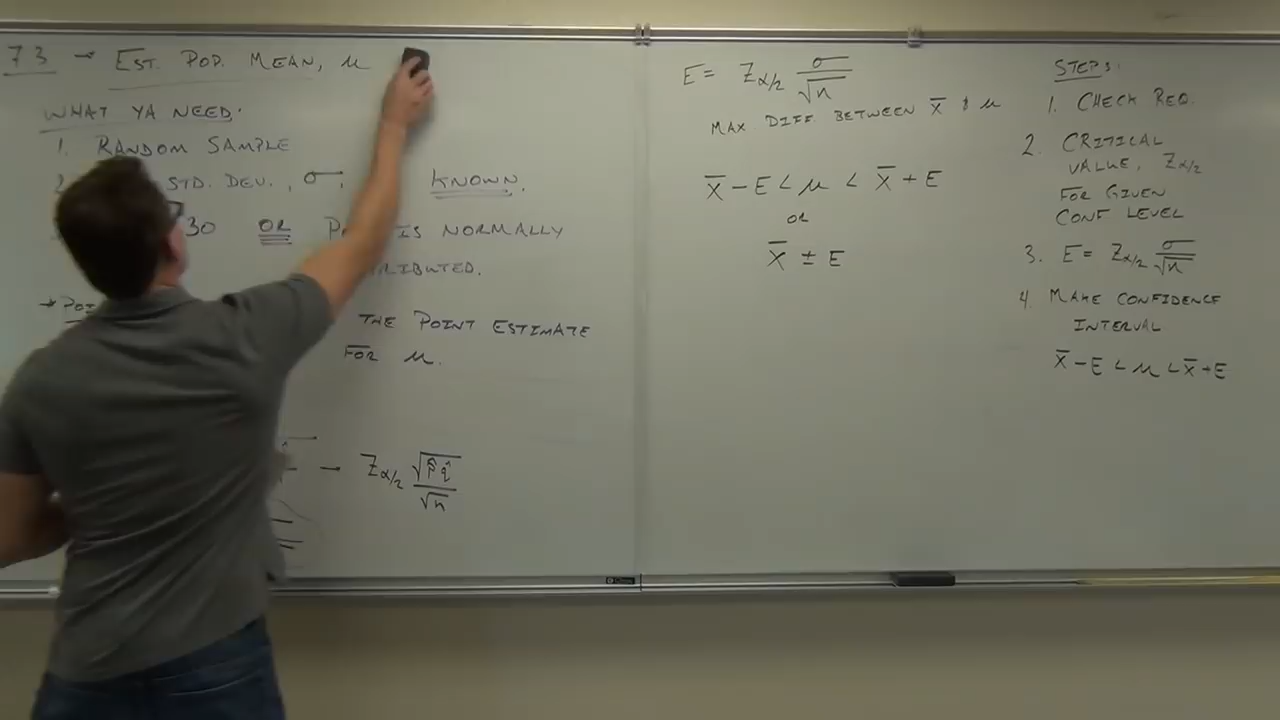 7.3 → EST. POP. MEAN, μ
WHAT YA NEED:
1. RANDOM SAMPLE
2 STD. DEV., σ, KNOWN.
30 OR IS NORMALLY
THE POINT ESTIMATE
FOR μ.
→ Zα/2 √p̂q̂/√n
E = Zα/2 σ/√n
MAX DIFF BETWEEN x̄ & μ
x̄ - E < μ < x̄ + E
OR
x̄ ± E
STEPS:
1. CHECK REQ.
2. CRITICAL
VALUE, Zα/2
FOR GIVEN
CONF LEVEL
3. E = Zα/2 σ/√n
4. MAKE CONFIDENCE
INTERVAL
x̄ - E < μ < x̄ + E